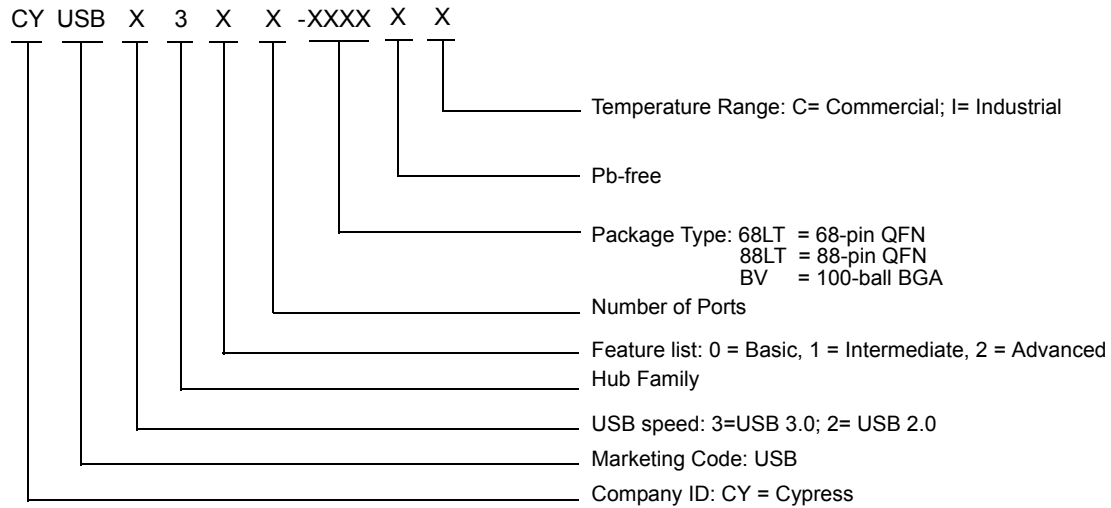 CY USB X 3 X X -XXXX X X
Temperature Range: C= Commercial; I= Industrial
Pb-free
Package Type: 68LT = 68-pin QFN
88LT = 88-pin QFN
BV = 100-ball BGA
Number of Ports
Feature list: 0 = Basic, 1 = Intermediate, 2 = Advanced
Hub Family
USB speed: 3=USB 3.0; 2= USB 2.0
Marketing Code: USB
Company ID: CY = Cypress